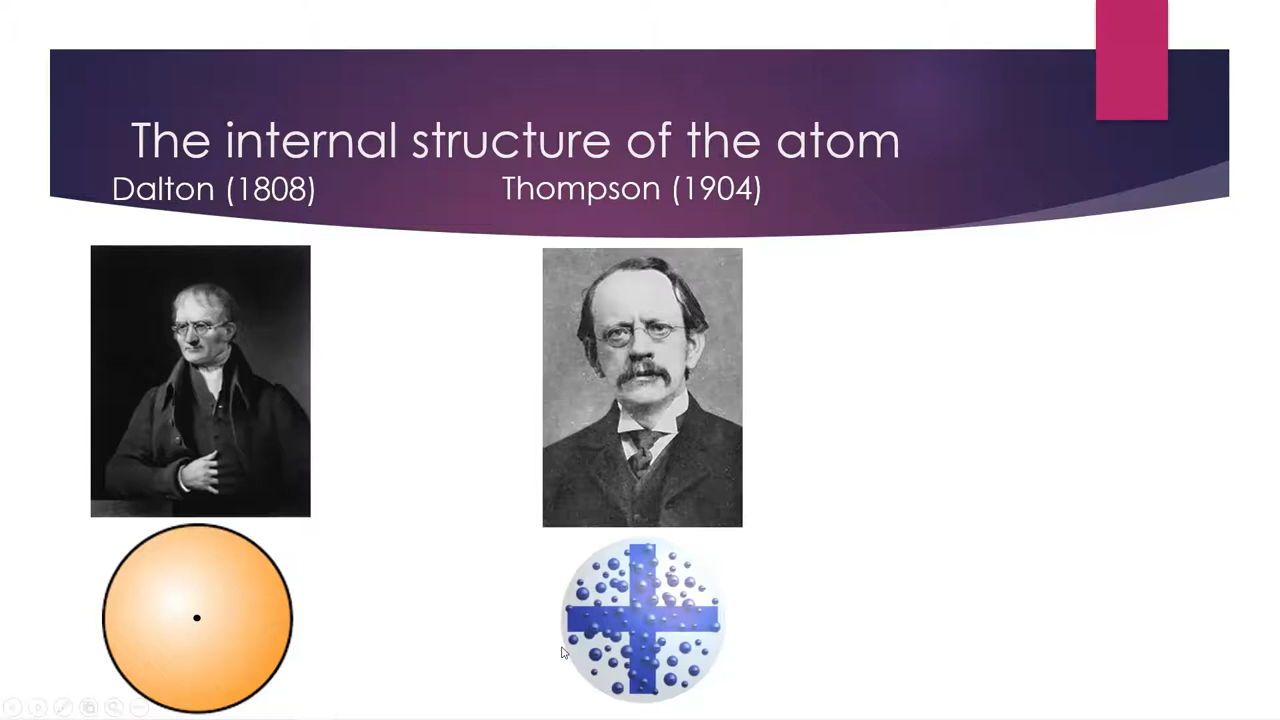 The internal structure of the atom
Dalton (1808)
Thompson (1904)